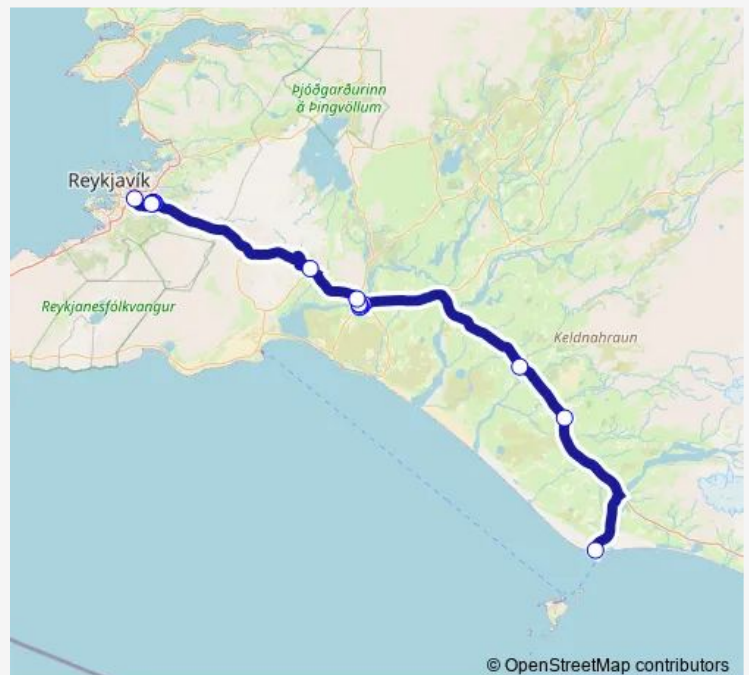 Þjóðgarðurinn
á Þingvöllum
Reykjavík
Reykjanesfólkvangur
Keldnahraun
© OpenStreetMap contributors